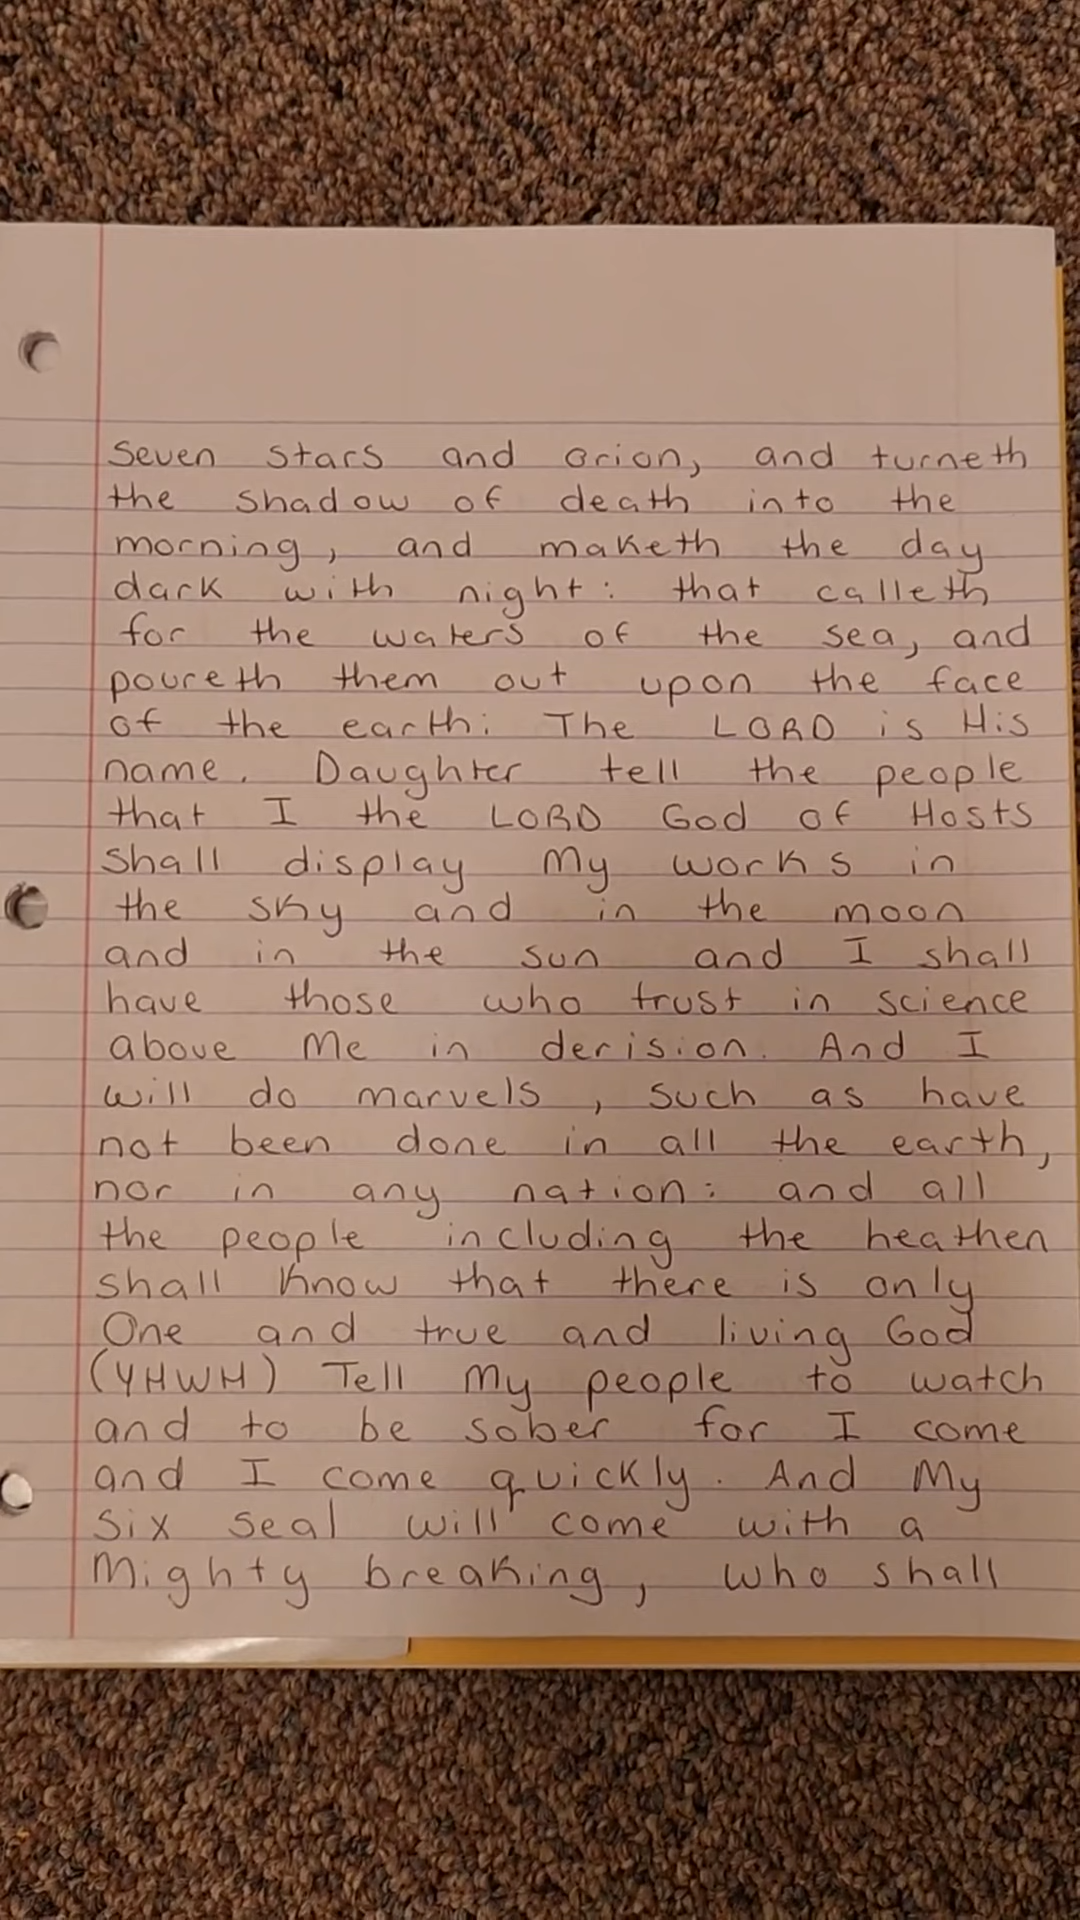 Seven stars and orion, and turneth
the shadow of death into the
morning, and maketh the day
dark with night: that calleth
for the waters of the sea, and
poureth them out upon the face
of the earth: The LORD is His
name. Daughter tell the people
that I the LORD God of Hosts
shall display My works in
the sky and in the moon
and in the sun and I shall
have those who trust in science
above Me in derision. And I
will do marvels, such as have
not been done in all the earth,
nor in any nation: and all
the people including the heathen
shall know that there is only
One and true and living God
(YHWH) Tell My people to watch
and to be sober for I come
and I come quickly. And My
six seal will come with a
Mighty breaking, who shall